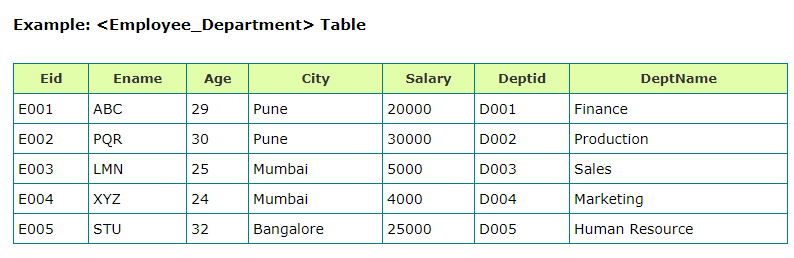 Example: <Employee_Department> Table
Eid Ename Age City Salary Deptid DeptName
E001 ABC 29 Pune 20000 D001 Finance
E002 PQR 30 Pune 30000 D002 Production
E003 LMN 25 Mumbai 5000 D003 Sales
E004 XYZ 24 Mumbai 4000 D004 Marketing
E005 STU 32 Bangalore 25000 D005 Human Resource